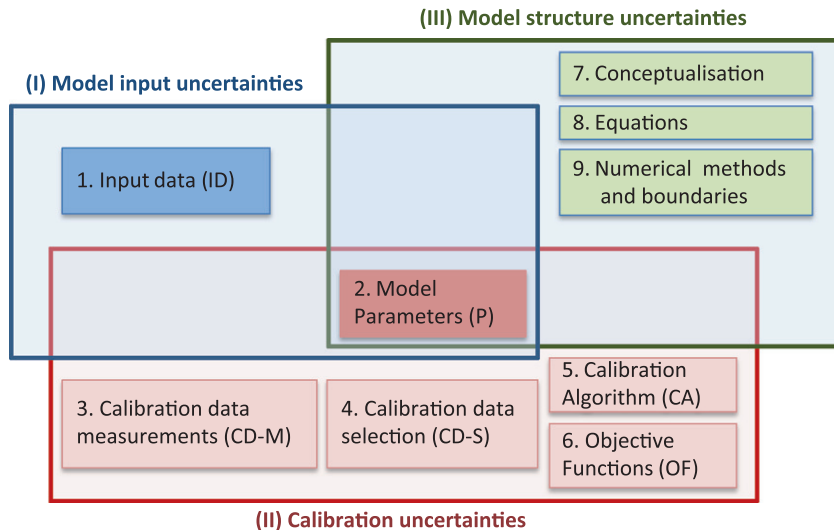 (III) Model structure uncertainties
7. Conceptualisation
(I) Model input uncertainties
8. Equations
9. Numerical methods
and boundaries
1. Input data (ID)
2. Model
Parameters (P)
5. Calibration
Algorithm (CA)
3. Calibration data
measurements (CD-M)
4. Calibration data
selection (CD-S)
6. Objective
Functions (OF)
(II) Calibration uncertainties